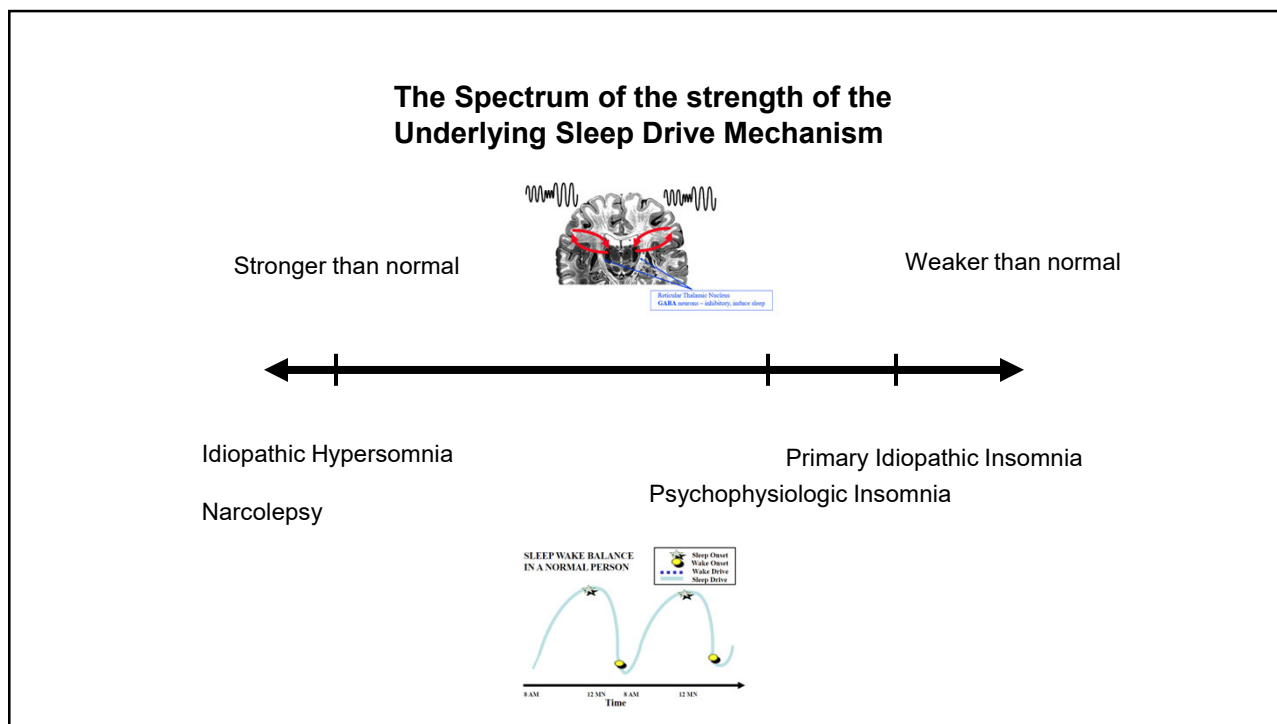 The Spectrum of the strength of the
Underlying Sleep Drive Mechanism
Stronger than normal
Weaker than normal
Reticular Thalamic Nucleus
GABA neurons – inhibitory, induce sleep
Idiopathic Hypersomnia
Primary Idiopathic Insomnia
Psychophysiologic Insomnia
Narcolepsy
SLEEP WAKE BALANCE
IN A NORMAL PERSON
Sleep Onset
Wake Onset
Wake Drive
Sleep Drive
8 AM 12 MN 8 AM 12 MN
Time